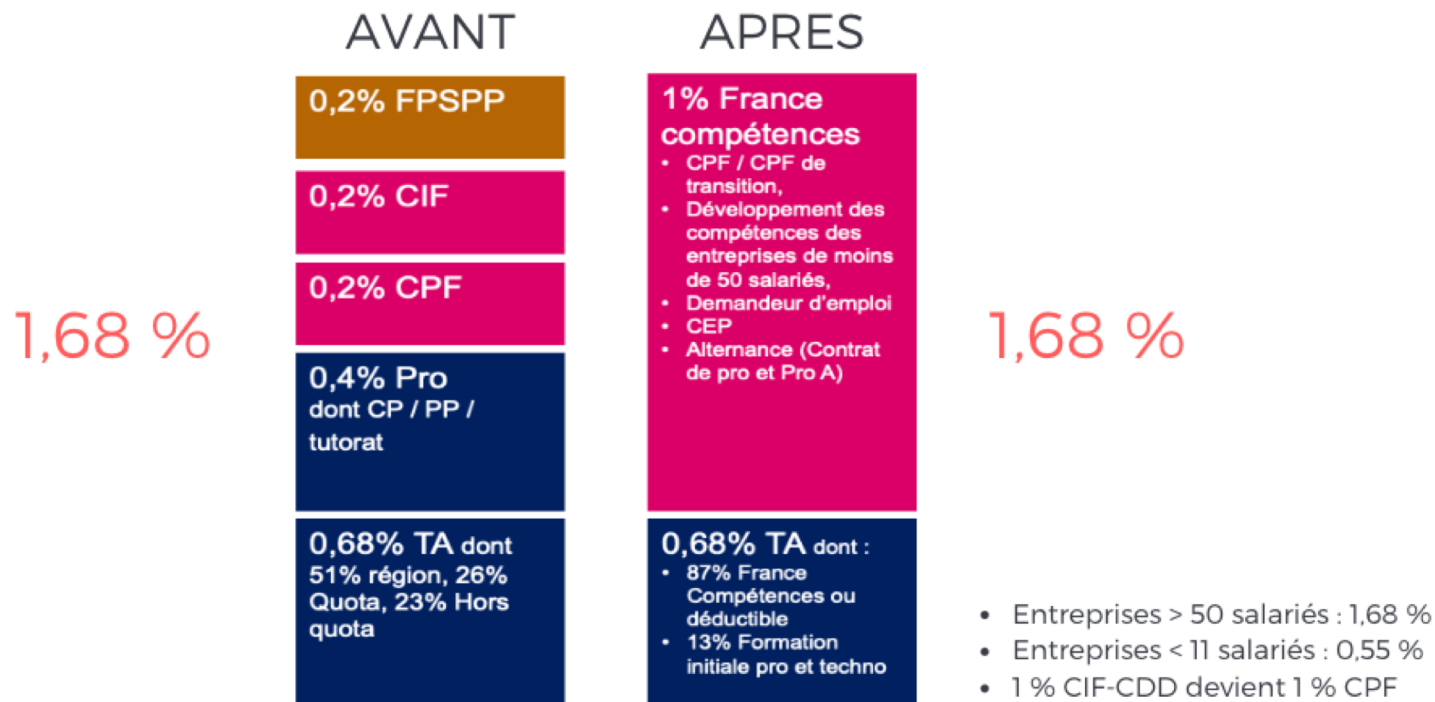 AVANT
APRES
1,68 %
0,2% FPSPP
0,2% CIF
0,2% CPF
0,4% Pro
dont CP / PP /
tutorat
0,68% TA dont
51% région, 26%
Quota, 23% Hors
quota
1% France
compétences
• CPF / CPF de
transition,
• Développement des
compétences des
entreprises de moins
de 50 salariés,
• Demandeur d'emploi
• CEP
• Alternance (Contrat
de pro et Pro A)
0,68% TA dont :
• 87% France
Compétences ou
déductible
• 13% Formation
initiale pro et techno
1,68 %
• Entreprises > 50 salariés : 1,68 %
• Entreprises < 11 salariés : 0,55 %
• 1 % CIF-CDD devient 1 % CPF